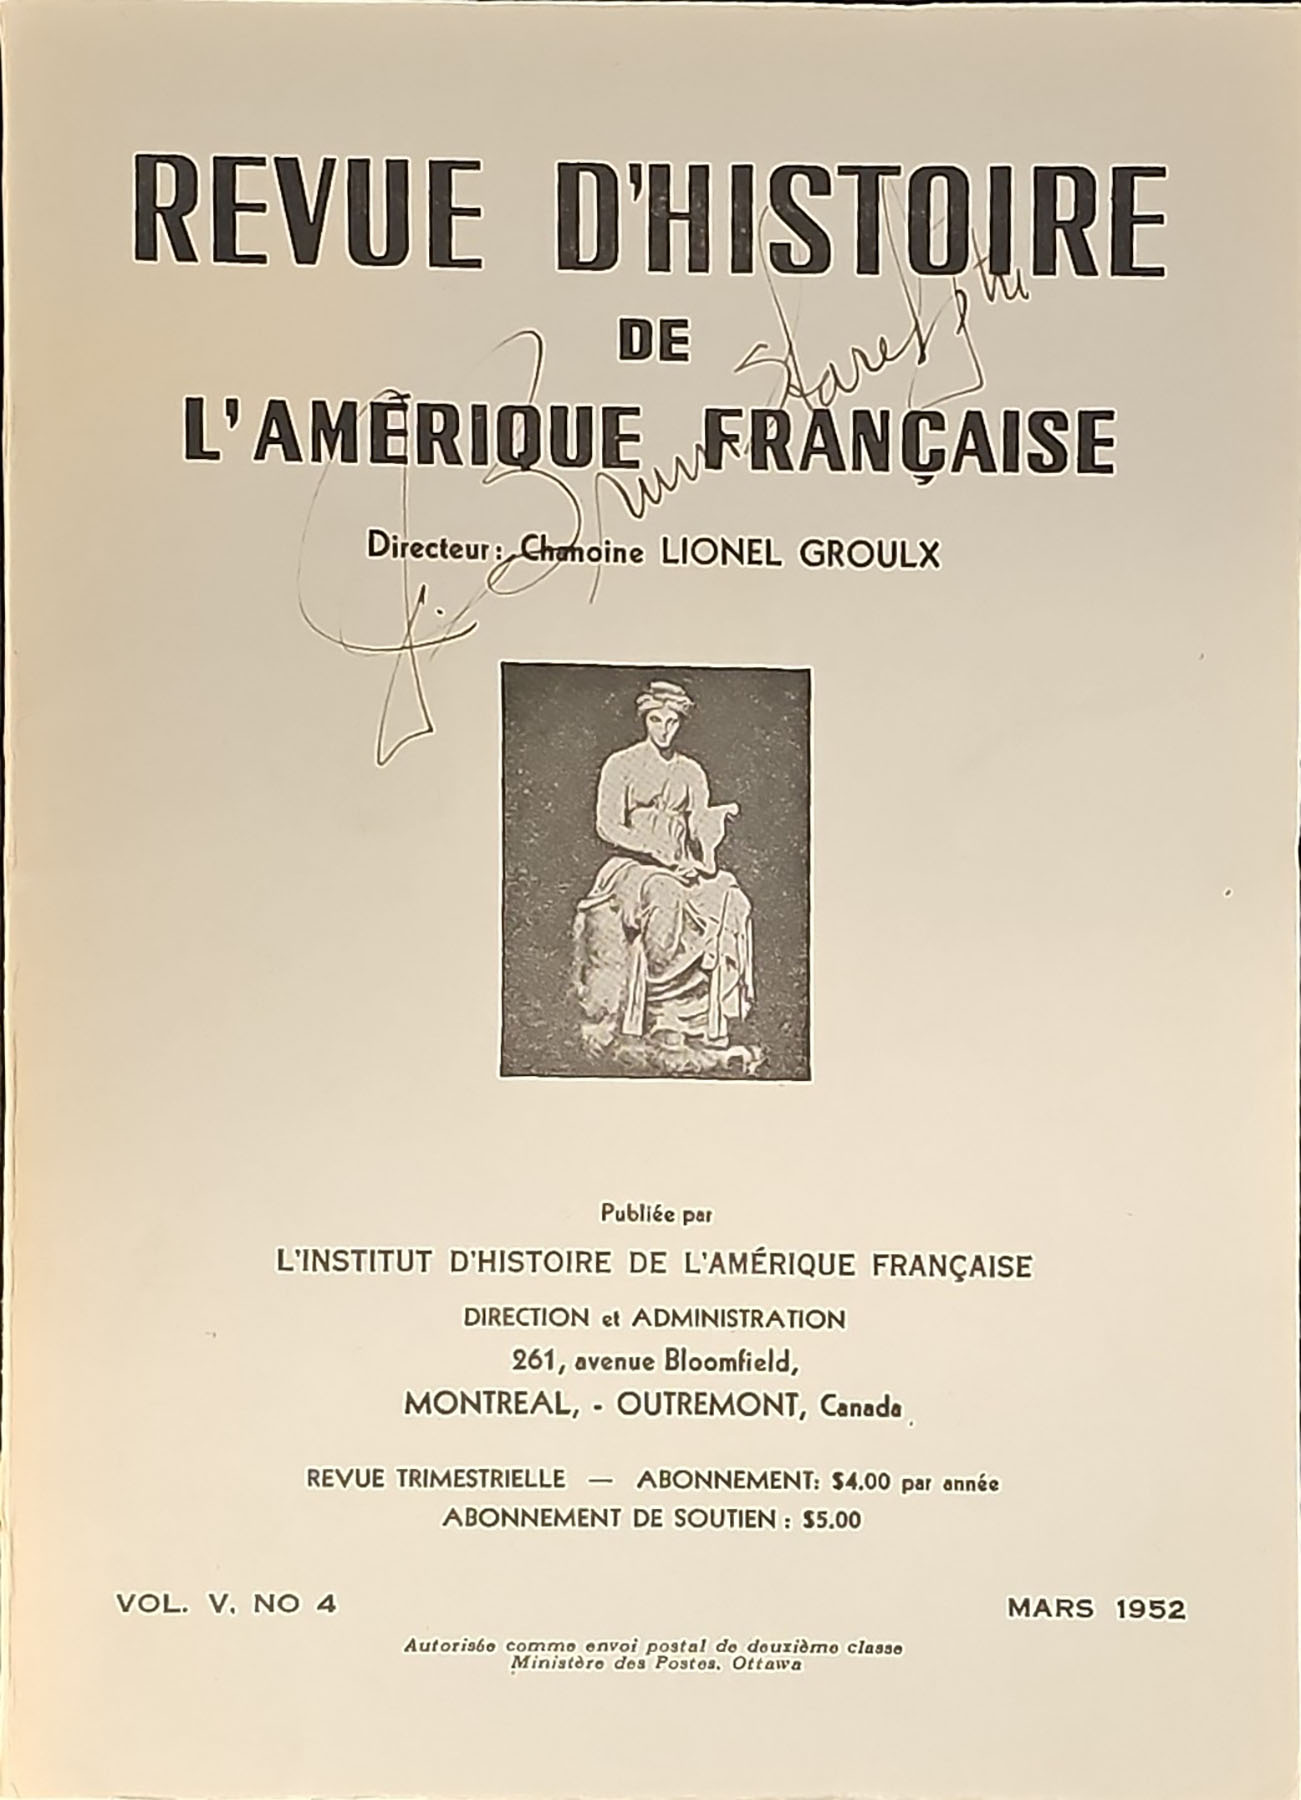 REVUE D'HISTOIRE
DE
L'AMÉRIQUE FRANÇAISE
Directeur: Chanoine LIONEL GROULX
Publiée par
L'INSTITUT D'HISTOIRE DE L'AMÉRIQUE FRANÇAISE
DIRECTION et ADMINISTRATION
261, avenue Bloomfield,
MONTREAL, - OUTREMONT, Canada
REVUE TRIMESTRIELLE — ABONNEMENT: $4.00 par année
ABONNEMENT DE SOUTIEN : $5.00
VOL. V, NO 4 MARS 1952
Autorisée comme envoi postal de deuxième classe
Ministère des Postes, Ottawa